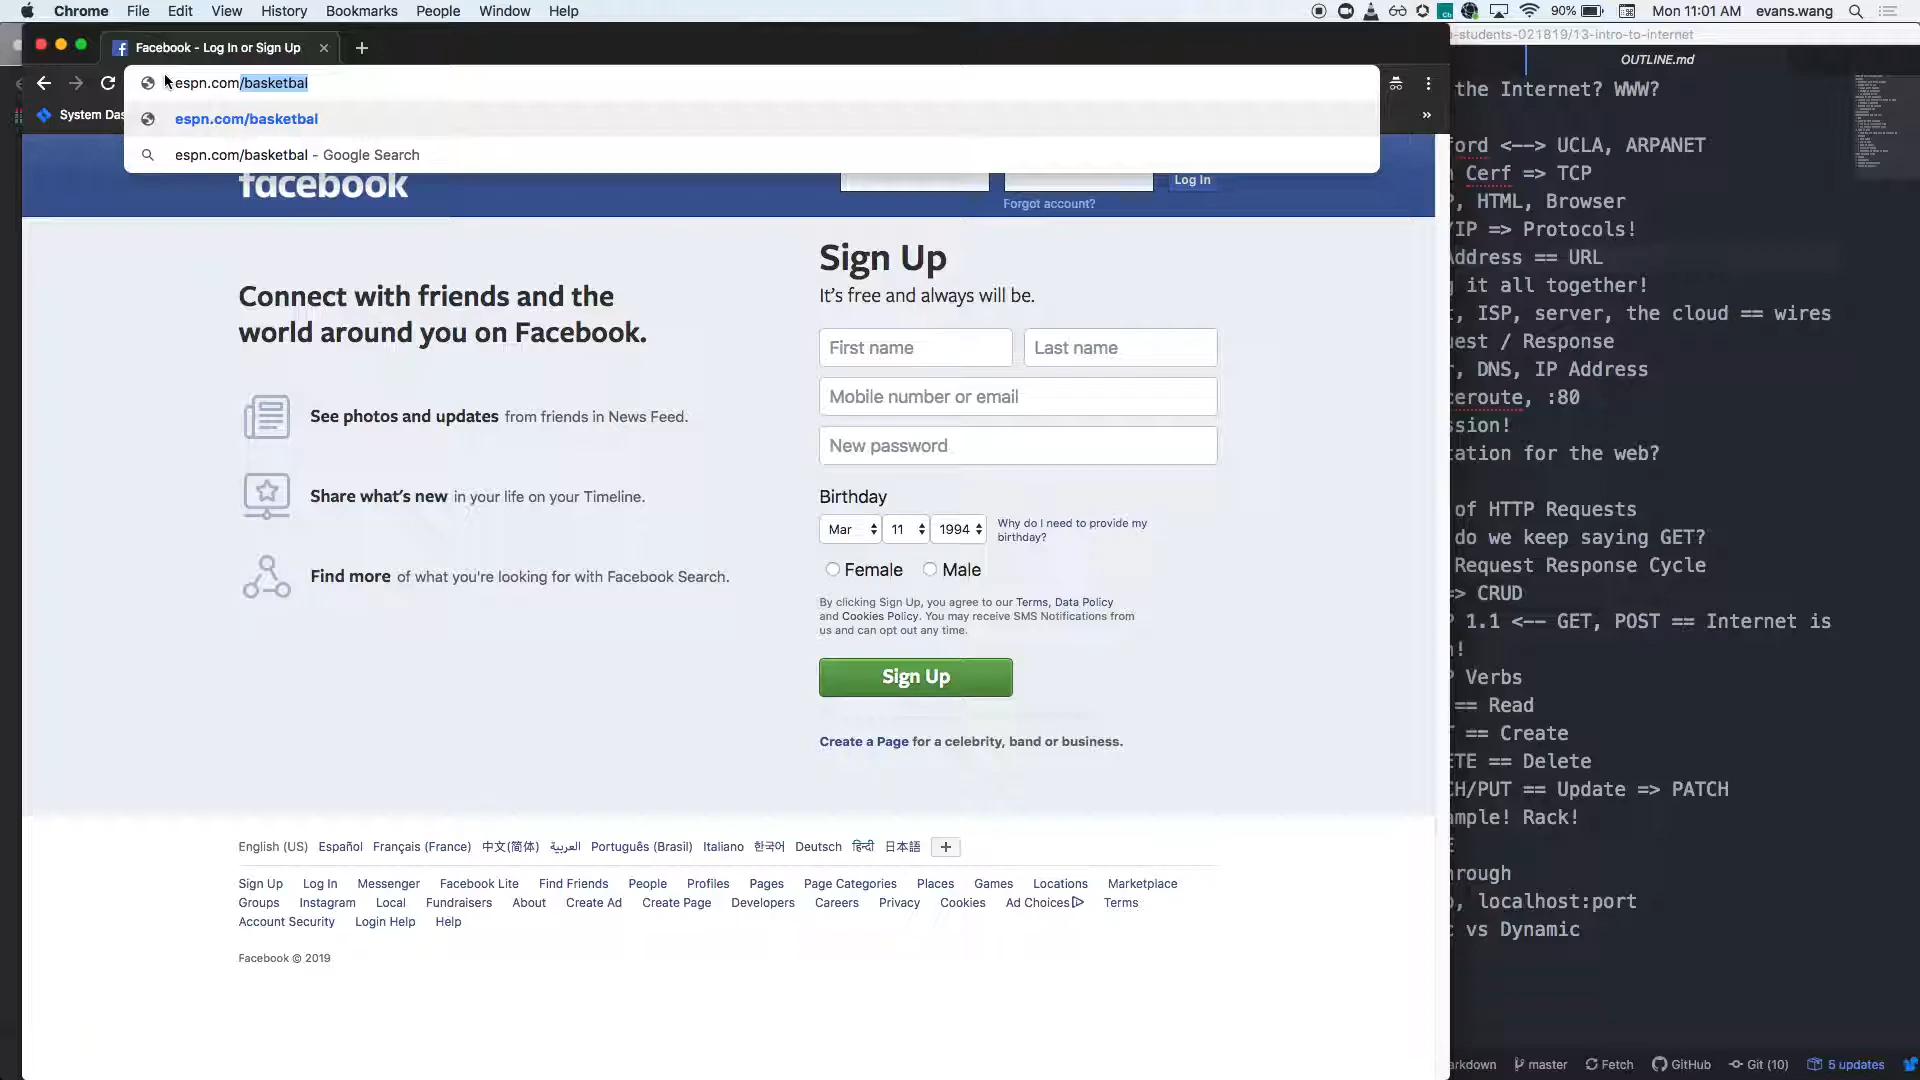 Chrome File Edit View History Bookmarks People Window Help 90% Mon 11:01 AM evans.wang
Facebook - Log In or Sign Up
-students-021819/13-intro-to-internet
OUTLINE.md
espn.com/basketbal
System Das
espn.com/basketbal
espn.com/basketbal - Google Search
facebook
Log In
Forgot account?
Connect with friends and the
world around you on Facebook.
See photos and updates from friends in News Feed.
Share what's new in your life on your Timeline.
Find more of what you're looking for with Facebook Search.
Sign Up
It's free and always will be.
First name Last name
Mobile number or email
New password
Birthday
Mar 11 1994 Why do I need to provide my
birthday?
Female Male
By clicking Sign Up, you agree to our Terms, Data Policy
and Cookies Policy. You may receive SMS Notifications from
us and can opt out any time.
Sign Up
Create a Page for a celebrity, band or business.
English (US) Español Français (France) 中文(简体) العربية Português (Brasil) Italiano 한국어 Deutsch हिन्दी 日本語 +
Sign Up Log In Messenger Facebook Lite Find Friends People Profiles Pages Page Categories Places Games Locations Marketplace
Groups Instagram Local Fundraisers About Create Ad Create Page Developers Careers Privacy Cookies Ad Choices Terms
Account Security Login Help Help
Facebook © 2019
the Internet? WWW?
ford <--> UCLA, ARPANET
Cerf => TCP
, HTML, Browser
/IP => Protocols!
Address == URL
it all together!
, ISP, server, the cloud == wires
uest / Response
, DNS, IP Address
ceroute, :80
ssion!
cation for the web?
of HTTP Requests
do we keep saying GET?
Request Response Cycle
=> CRUD
1.1 <-- GET, POST == Internet is
!
Verbs
== Read
== Create
ETE == Delete
CH/PUT == Update => PATCH
ample! Rack!
hrough
, localhost:port
vs Dynamic
arkdown master Fetch GitHub Git (10) 5 updates